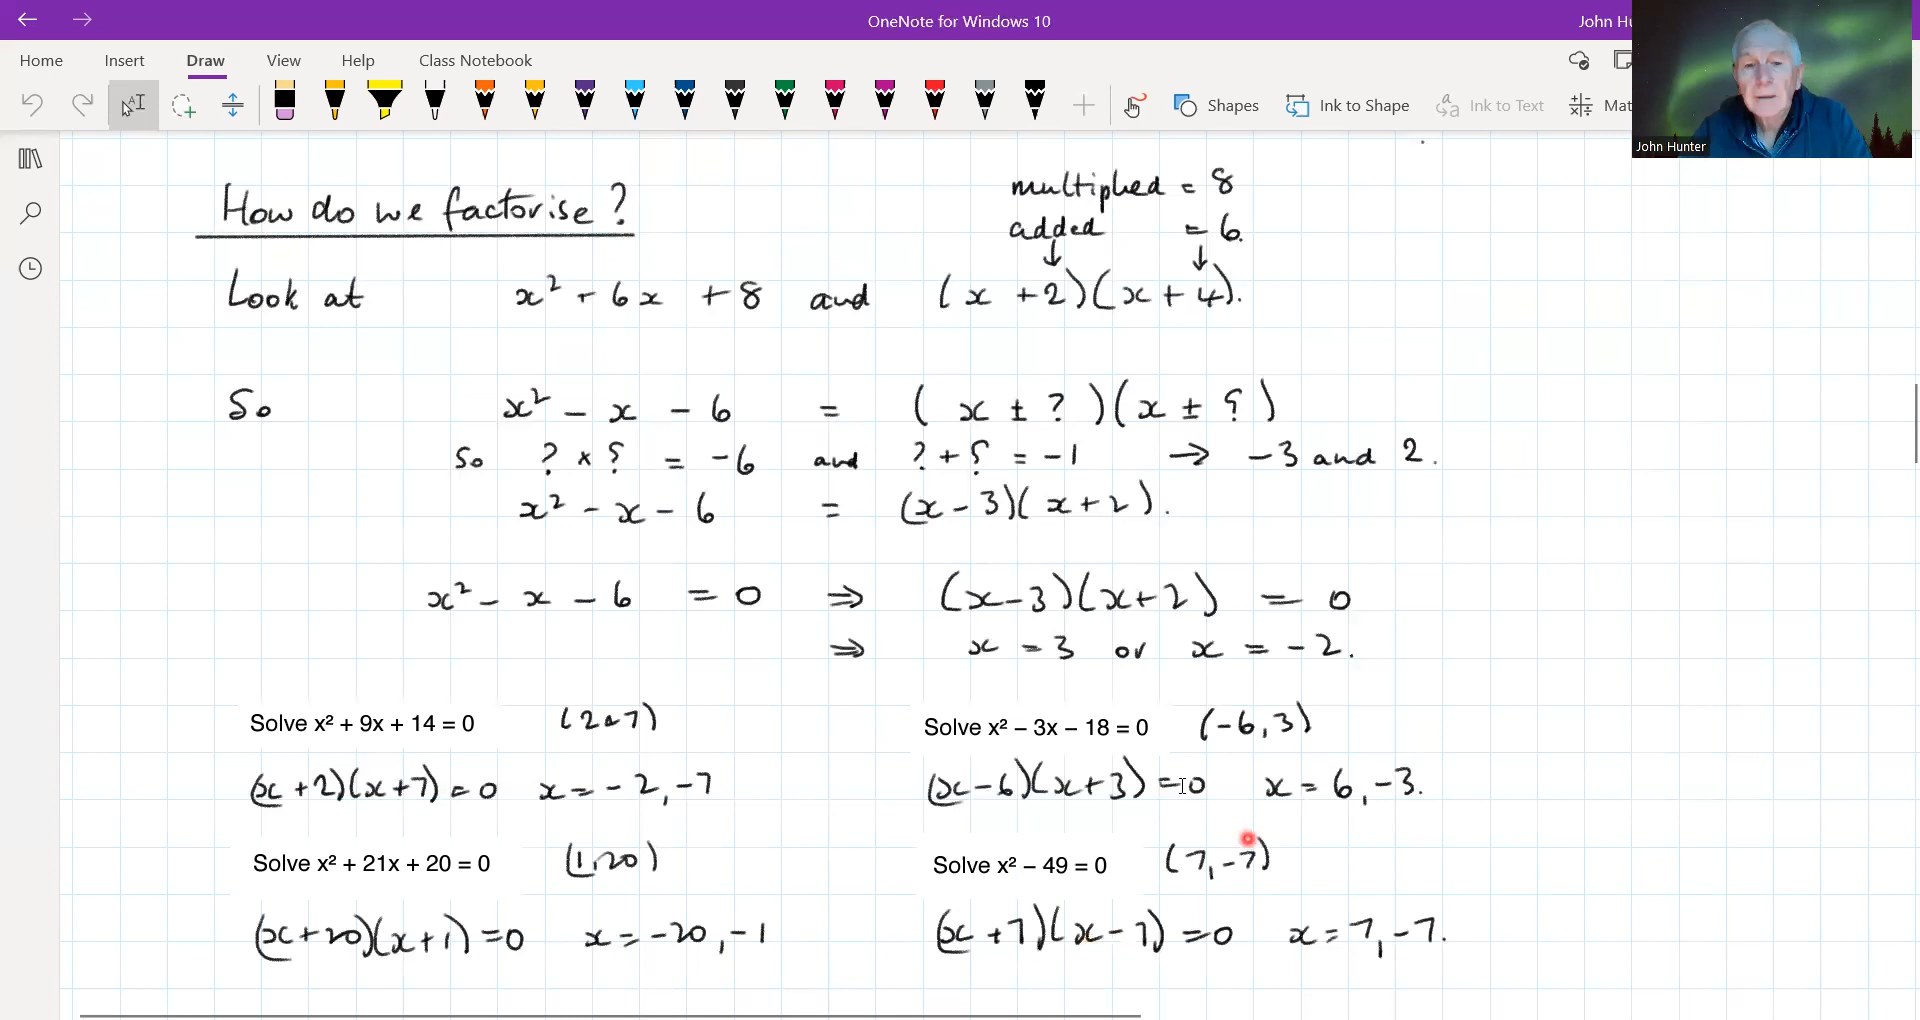 OneNote for Windows 10
John Hu
Home Insert Draw View Help Class Notebook
Shapes Ink to Shape Ink to Text Mat
John Hunter
How do we factorise?
multiplied = 8
added = 6.
Look at x² + 6x + 8 and (x + 2)(x + 4).
So x² - x - 6 = (x ± ?)(x ± ?)
So ? × ? = -6 and ? + ? = -1 → -3 and 2.
x² - x - 6 = (x - 3)(x + 2).
x² - x - 6 = 0 ⇒ (x - 3)(x + 2) = 0
⇒ x = 3 or x = -2.
Solve x² + 9x + 14 = 0 (2 & 7)
Solve x² − 3x − 18 = 0 (-6, 3)
(x + 2)(x + 7) = 0 x = -2, -7
(x - 6)(x + 3) = 0 x = 6, -3.
Solve x² + 21x + 20 = 0 (1, 20)
Solve x² − 49 = 0 (7, -7)
(x + 20)(x + 1) = 0 x = -20, -1
(x + 7)(x - 7) = 0 x = 7, -7.